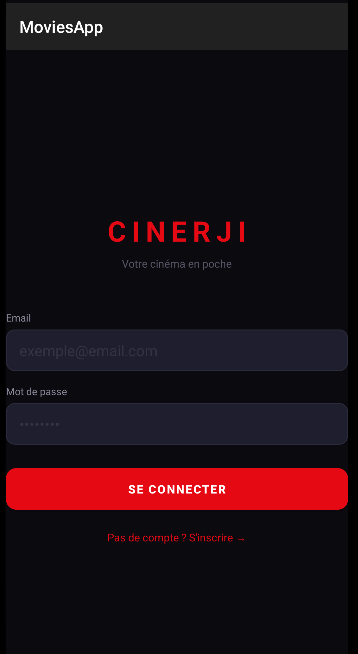 MoviesApp
CINERJI
Votre cinéma en poche
Email
exemple@email.com
Mot de passe
••••••••
SE CONNECTER
Pas de compte ? S'inscrire →